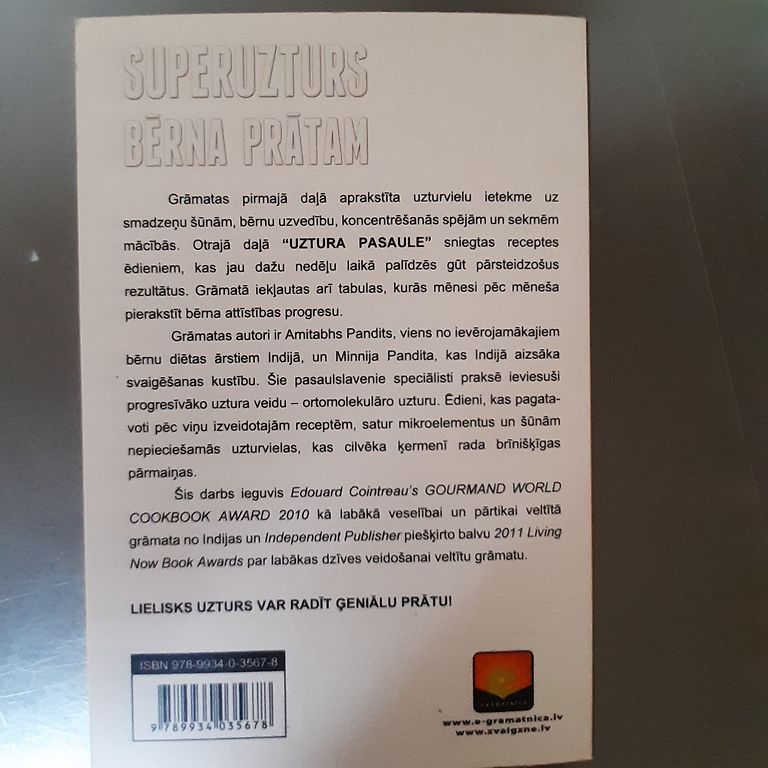 SUPERUZTURS
BĒRNA PRĀTAM
Grāmatas pirmajā daļā aprakstīta uzturvielu ietekme uz
smadzeņu šūnām, bērnu uzvedību, koncentrēšanās spējām un sekmēm
mācībās. Otrajā daļā “UZTURA PASAULE” sniegtas receptes
ēdieniem, kas jau dažu nedēļu laikā palīdzēs gūt pārsteidzošus
rezultātus. Grāmatā iekļautas arī tabulas, kurās mēnesi pēc mēneša
pierakstīt bērna attīstības progresu.
Grāmatas autori ir Amitabhs Pandits, viens no ievērojamākajiem
bērnu diētas ārstiem Indijā, un Minnija Pandita, kas Indijā aizsāka
svaigēšanas kustību. Šie pasaulslavenie speciālisti praksē ieviesuši
progresīvāko uztura veidu – ortomolekulāro uzturu. Ēdieni, kas pagata-
voti pēc viņu izveidotajām receptēm, satur mikroelementus un šūnām
nepieciešamās uzturvielas, kas cilvēka ķermenī rada brīnišķīgas
pārmaiņas.
Šis darbs ieguvis Edouard Cointreau's GOURMAND WORLD
COOKBOOK AWARD 2010 kā labākā veselībai un pārtikai veltītā
grāmata no Indijas un Independent Publisher piešķirto balvu 2011 Living
Now Book Awards par labākas dzīves veidošanai veltītu grāmatu.
LIELISKS UZTURS VAR RADĪT ĢENIĀLU PRĀTU!
ISBN 978-9934-0-3567-8
9 789934 035678
GRĀMATNĪCA
www.e-gramatnica.lv
www.zvaigzne.lv